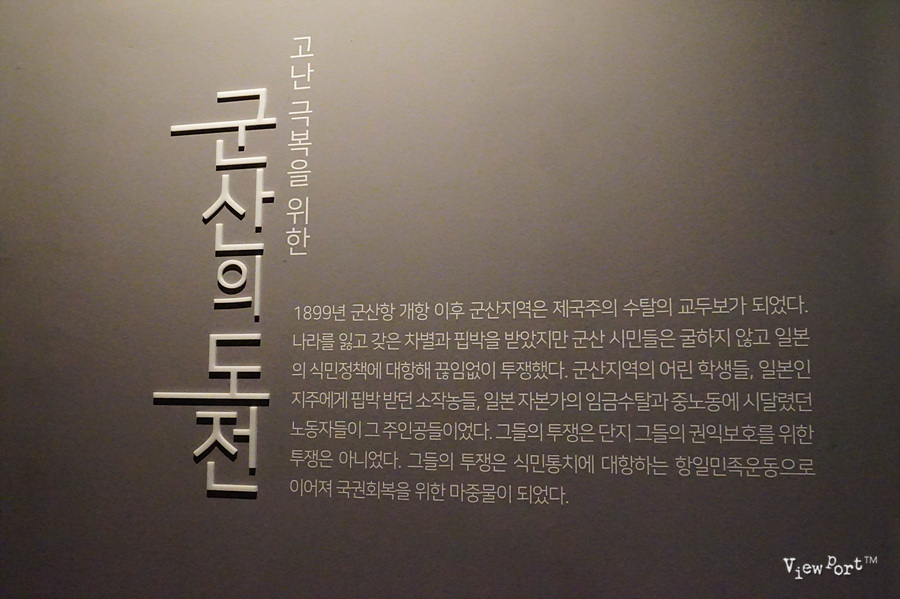 고난 극복을 위한
군산의 도전
1899년 군산항 개항 이후 군산지역은 제국주의 수탈의 교두보가 되었다.
나라를 잃고 갖은 차별과 핍박을 받았지만 군산 시민들은 굴하지 않고 일본
의 식민정책에 대항해 끊임없이 투쟁했다. 군산지역의 어린 학생들, 일본인
지주에게 핍박 받던 소작농들, 일본 자본가의 임금수탈과 중노동에 시달렸던
노동자들이 그 주인공들이었다. 그들의 투쟁은 단지 그들의 권익보호를 위한
투쟁은 아니었다. 그들의 투쟁은 식민통치에 대항하는 항일민족운동으로
이어져 국권회복을 위한 마중물이 되었다.
ViewPort™